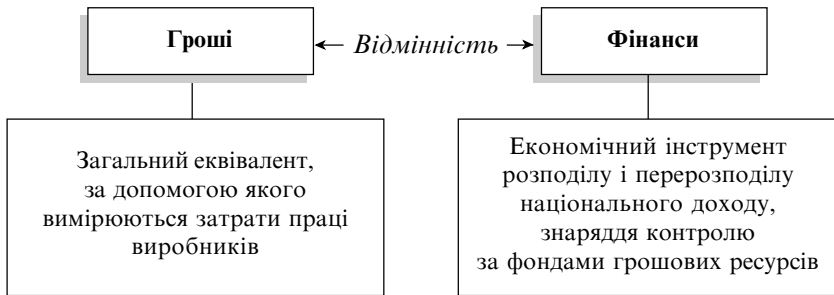 Гроші
Відмінність
Фінанси
Загальний еквівалент,
за допомогою якого
вимірюються затрати праці
виробників
Економічний інструмент
розподілу і перерозподілу
національного доходу,
знаряддя контролю
за фондами грошових ресурсів